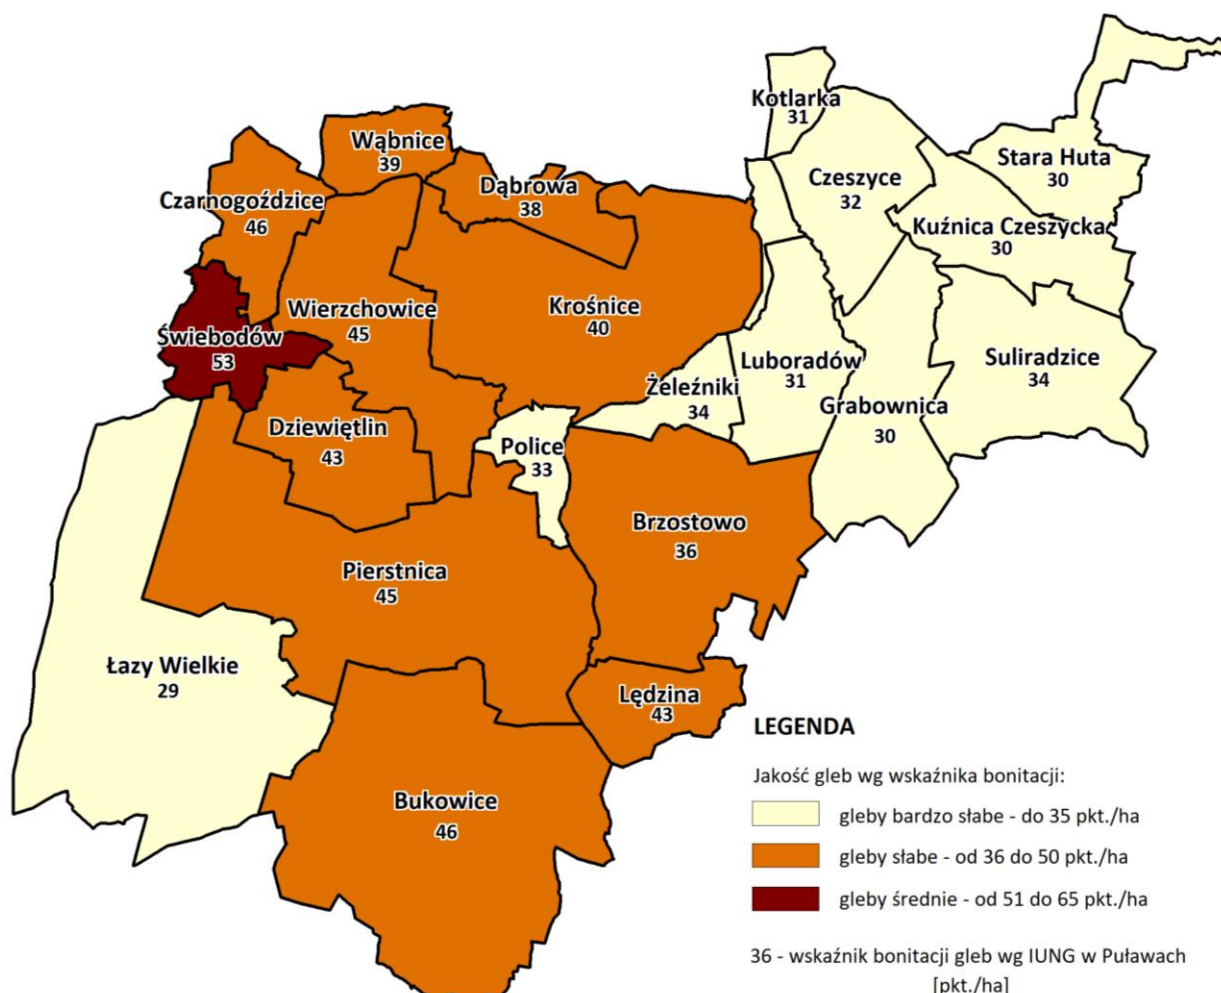 Kotlarka
31
Wąbnice
39
Stara Huta
30
Czeszyce
32
Dąbrowa
38
Czarnogoździce
46
Kuźnica Czeszycka
30
Wierzchowice
45
Krośnice
40
Świebodów
53
Luboradów
31
Suliradzice
34
Żeleźniki
34
Grabownica
30
Dziewiętlin
43
Police
33
Brzostowo
36
Pierstnica
45
Łazy Wielkie
29
Lędzina
43
Bukowice
46
LEGENDA
Jakość gleb wg wskaźnika bonitacji:
gleby bardzo słabe - do 35 pkt./ha
gleby słabe - od 36 do 50 pkt./ha
gleby średnie - od 51 do 65 pkt./ha
36 - wskaźnik bonitacji gleb wg IUNG w Puławach
[pkt./ha]